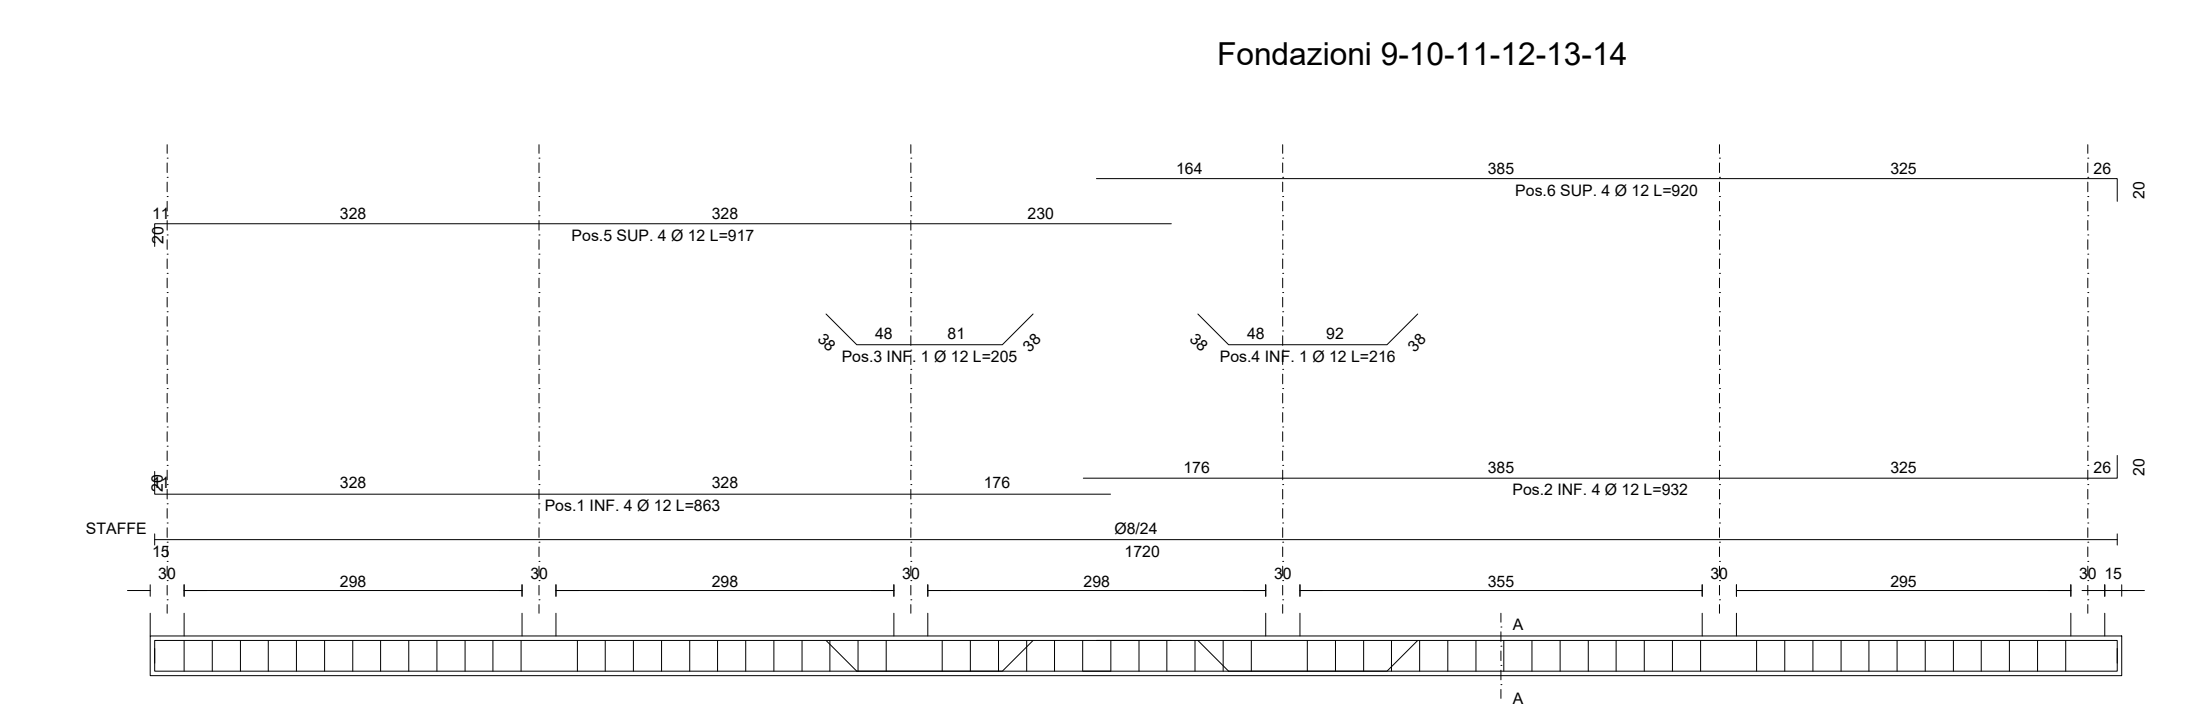 Fondazioni 9-10-11-12-13-14
164 385 325 26
Pos.6 SUP. 4 Ø 12 L=920
20
11 328 328 230
20
Pos.5 SUP. 4 Ø 12 L=917
38 48 81 38
Pos.3 INF. 1 Ø 12 L=205
38 48 92 38
Pos.4 INF. 1 Ø 12 L=216
176 385 325 26
20
Pos.2 INF. 4 Ø 12 L=932
20
328 328 176
Pos.1 INF. 4 Ø 12 L=863
STAFFE Ø8/24
15 1720
30 298 30 298 30 298 30 355 30 295 30 15
A
A